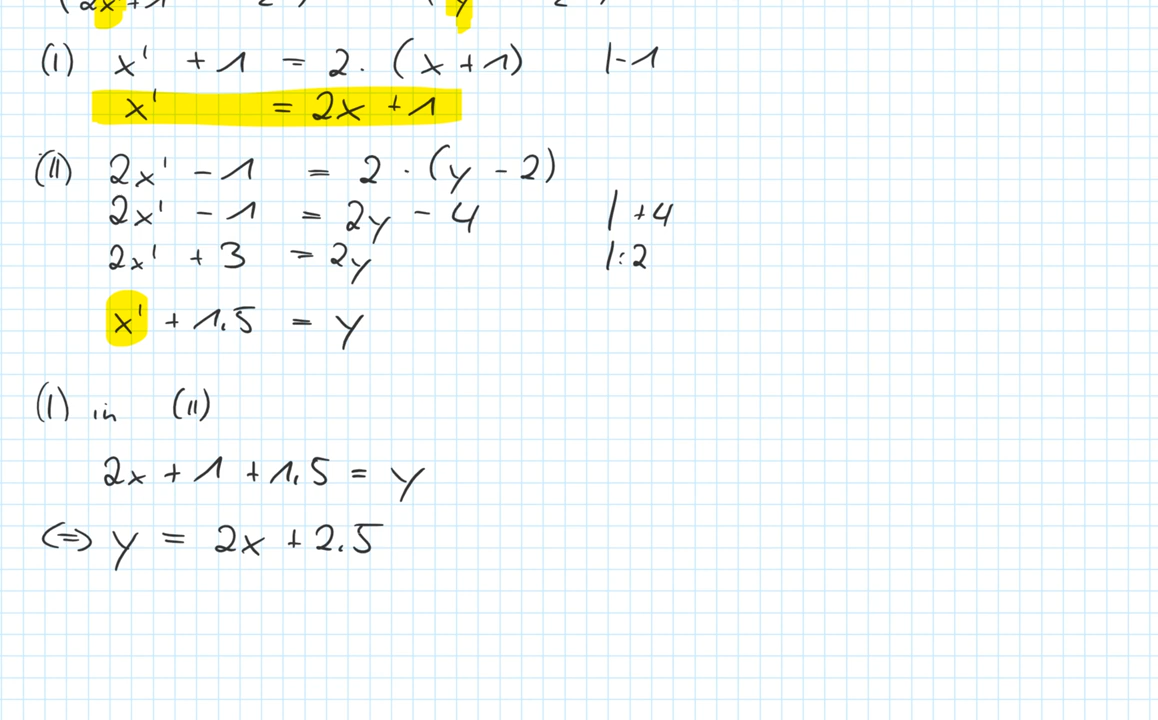 (I) x' + 1 = 2 · (x + 1) |-1
x' = 2x + 1
(II) 2x' - 1 = 2 · (y - 2)
2x' - 1 = 2y - 4 | +4
2x' + 3 = 2y |:2
x' + 1.5 = y
(I) in (II)
2x + 1 + 1.5 = y
⇔ y = 2x + 2.5